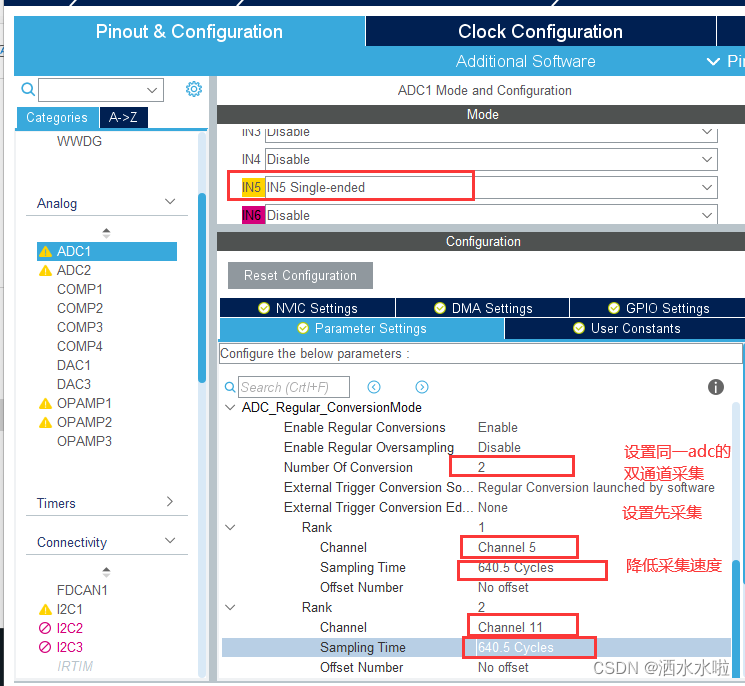 Pinout & Configuration
Clock Configuration
Additional Software
Pi
Categories
A->Z
WWDG
Analog
ADC1
ADC2
COMP1
COMP2
COMP3
COMP4
DAC1
DAC3
OPAMP1
OPAMP2
OPAMP3
Timers
Connectivity
FDCAN1
I2C1
I2C2
I2C3
IRTIM
ADC1 Mode and Configuration
Mode
IN3 Disable
IN4 Disable
IN5 IN5 Single-ended
IN6 Disable
Configuration
Reset Configuration
NVIC Settings
DMA Settings
GPIO Settings
Parameter Settings
User Constants
Configure the below parameters :
Search (Crtl+F)
ADC_Regular_ConversionMode
Enable Regular Conversions Enable
Enable Regular Oversampling Disable
Number Of Conversion 2
External Trigger Conversion So... Regular Conversion launched by software
External Trigger Conversion Ed... None
Rank 1
Channel Channel 5
Sampling Time 640.5 Cycles
Offset Number No offset
Rank 2
Channel Channel 11
Sampling Time 640.5 Cycles
Offset Number No offset
设置同一adc的
双通道采集
设置先采集
降低采集速度
CSDN @洒水水啦